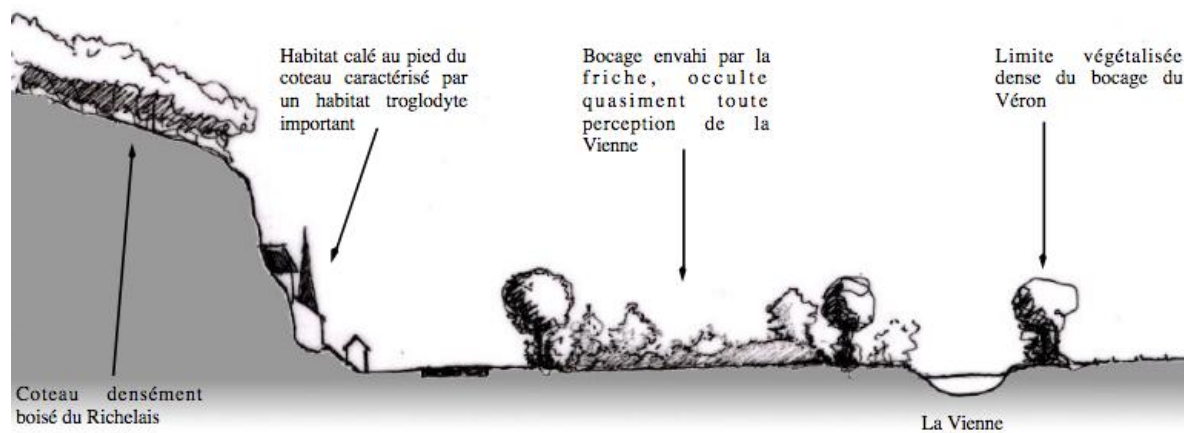 Habitat calé au pied du
coteau caractérisé par
un habitat troglodyte
important
Bocage envahi par la
friche, occulte
quasiment toute
perception de la
Vienne
Limite végétalisée
dense du bocage du
Véron
Coteau densément
boisé du Richelais
La Vienne